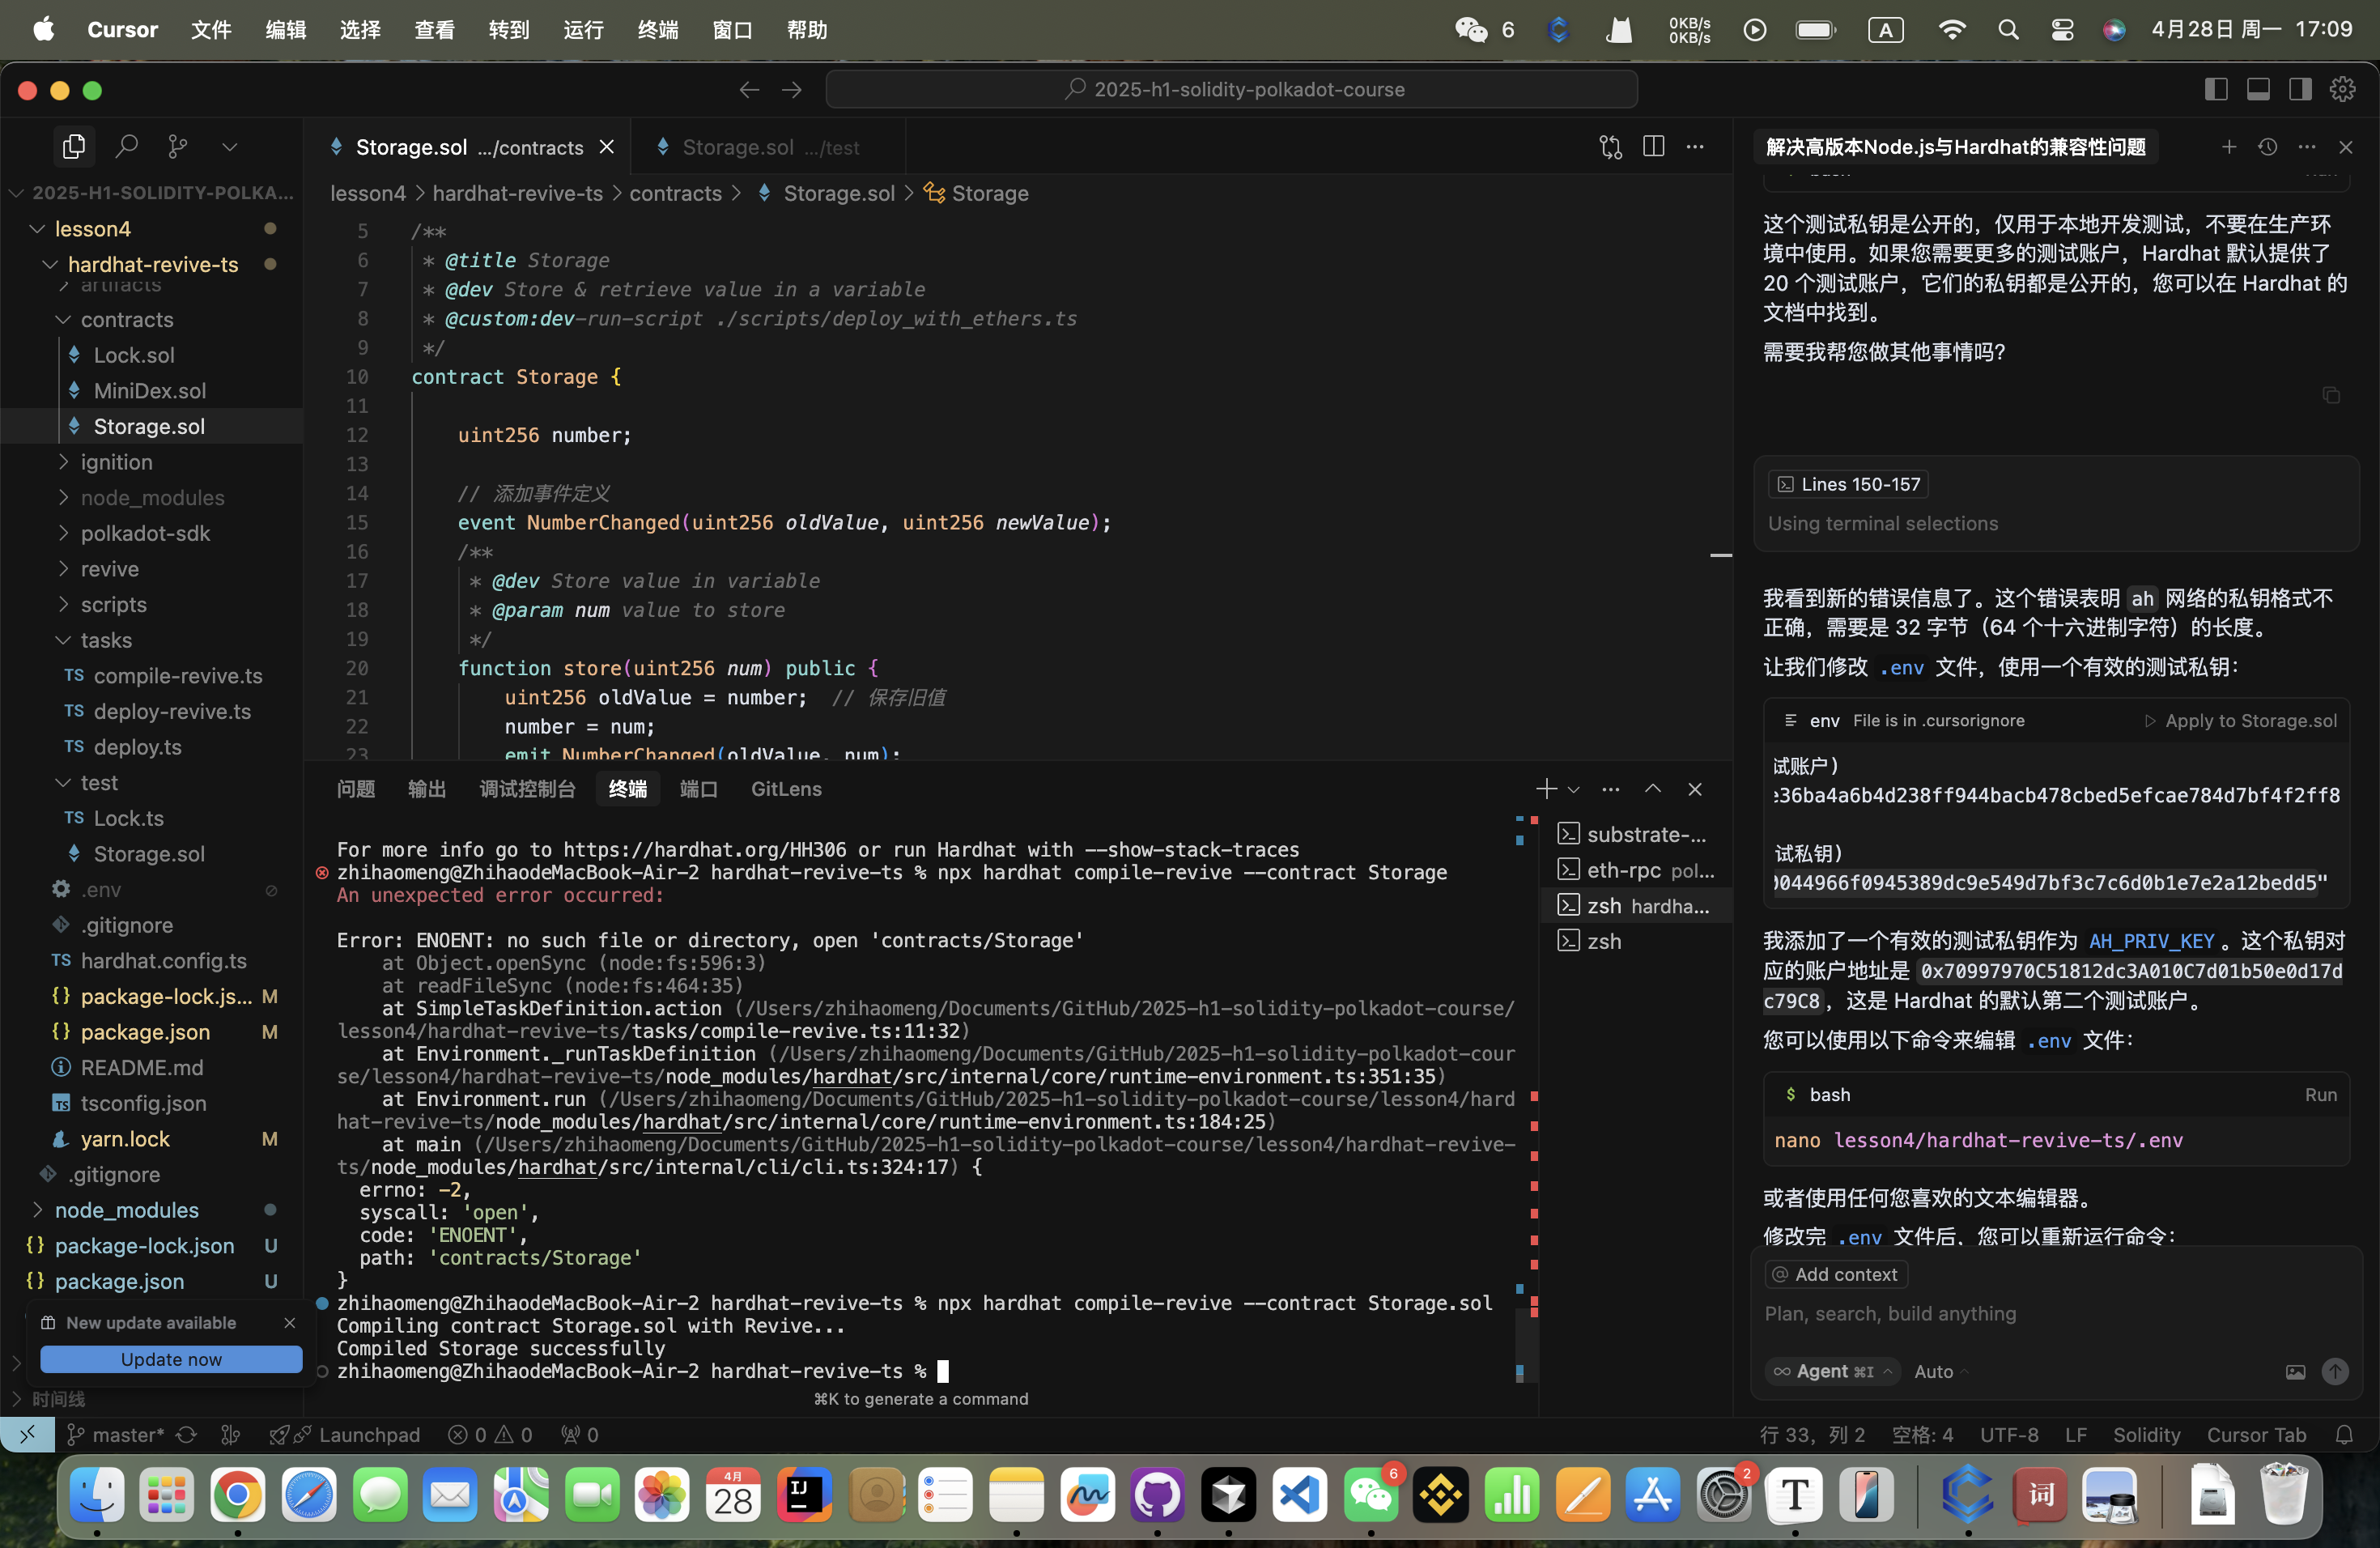 Cursor 文件 编辑 选择 查看 转到 运行 终端 窗口 帮助 6 0KB/s 0KB/s A 4月28日 周一 17:09
2025-h1-solidity-polkadot-course
2025-H1-SOLIDITY-POLKA...
lesson4
hardhat-revive-ts
artifacts
contracts
Lock.sol
MiniDex.sol
Storage.sol
ignition
node_modules
polkadot-sdk
revive
scripts
tasks
TS compile-revive.ts
TS deploy-revive.ts
TS deploy.ts
test
TS Lock.ts
Storage.sol
.env
.gitignore
TS hardhat.config.ts
{} package-lock.js... M
{} package.json M
README.md
TS tsconfig.json
yarn.lock M
.gitignore
node_modules
{} package-lock.json U
{} package.json U
New update available
Update now
时间线
Storage.sol .../contracts
Storage.sol .../test
lesson4 > hardhat-revive-ts > contracts > Storage.sol > Storage
5 /**
6 * @title Storage
7 * @dev Store & retrieve value in a variable
8 * @custom:dev-run-script ./scripts/deploy_with_ethers.ts
9 */
10 contract Storage {
11
12 uint256 number;
13
14 // 添加事件定义
15 event NumberChanged(uint256 oldValue, uint256 newValue);
16 /**
17 * @dev Store value in variable
18 * @param num value to store
19 */
20 function store(uint256 num) public {
21 uint256 oldValue = number; // 保存旧值
22 number = num;
23 emit NumberChanged(oldValue, num);
问题 输出 调试控制台 终端 端口 GitLens
For more info go to https://hardhat.org/HH306 or run Hardhat with --show-stack-traces
zhihaomeng@ZhihaodeMacBook-Air-2 hardhat-revive-ts % npx hardhat compile-revive --contract Storage
An unexpected error occurred:
Error: ENOENT: no such file or directory, open 'contracts/Storage'
at Object.openSync (node:fs:596:3)
at readFileSync (node:fs:464:35)
at SimpleTaskDefinition.action (/Users/zhihaomeng/Documents/GitHub/2025-h1-solidity-polkadot-course/
lesson4/hardhat-revive-ts/tasks/compile-revive.ts:11:32)
at Environment._runTaskDefinition (/Users/zhihaomeng/Documents/GitHub/2025-h1-solidity-polkadot-cour
se/lesson4/hardhat-revive-ts/node_modules/hardhat/src/internal/core/runtime-environment.ts:351:35)
at Environment.run (/Users/zhihaomeng/Documents/GitHub/2025-h1-solidity-polkadot-course/lesson4/hard
hat-revive-ts/node_modules/hardhat/src/internal/core/runtime-environment.ts:184:25)
at main (/Users/zhihaomeng/Documents/GitHub/2025-h1-solidity-polkadot-course/lesson4/hardhat-revive-
ts/node_modules/hardhat/src/internal/cli/cli.ts:324:17) {
errno: -2,
syscall: 'open',
code: 'ENOENT',
path: 'contracts/Storage'
}
zhihaomeng@ZhihaodeMacBook-Air-2 hardhat-revive-ts % npx hardhat compile-revive --contract Storage.sol
Compiling contract Storage.sol with Revive...
Compiled Storage successfully
zhihaomeng@ZhihaodeMacBook-Air-2 hardhat-revive-ts %
⌘K to generate a command
substrate-...
eth-rpc pol...
zsh hardha...
zsh
解决高版本Node.js与Hardhat的兼容性问题
这个测试私钥是公开的，仅用于本地开发测试，不要在生产环
境中使用。如果您需要更多的测试账户，Hardhat 默认提供了
20 个测试账户，它们的私钥都是公开的，您可以在 Hardhat 的
文档中找到。
需要我帮您做其他事情吗？
Lines 150-157
Using terminal selections
我看到新的错误信息了。这个错误表明 ah 网络的私钥格式不
正确，需要是 32 字节（64 个十六进制字符）的长度。
让我们修改 .env 文件，使用一个有效的测试私钥：
env File is in .cursorignore Apply to Storage.sol
试账户)
e36ba4a6b4d238ff944bacb478cbed5efcae784d7bf4f2ff8
试私钥)
0044966f0945389dc9e549d7bf3c7c6d0b1e7e2a12bedd5"
我添加了一个有效的测试私钥作为 AH_PRIV_KEY。这个私钥对
应的账户地址是 0x70997970C51812dc3A010C7d01b50e0d17d
c79C8，这是 Hardhat 的默认第二个测试账户。
您可以使用以下命令来编辑 .env 文件：
$ bash Run
nano lesson4/hardhat-revive-ts/.env
或者使用任何您喜欢的文本编辑器。
修改完 .env 文件后，您可以重新运行命令：
@ Add context
Plan, search, build anything
Agent ⌘I Auto
master* Launchpad 0 0 0 行 33，列 2 空格: 4 UTF-8 LF Solidity Cursor Tab
4月 28 IJ 6 2 T 词